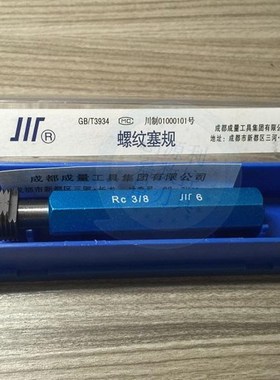 GB/T3934 MC 川制01000101号
成都成量工具集团有限公司
地址：成都市新都区三河
JIT®
螺纹塞规
成都成量工具集团有限公司
Rc 3/8 JIT 6